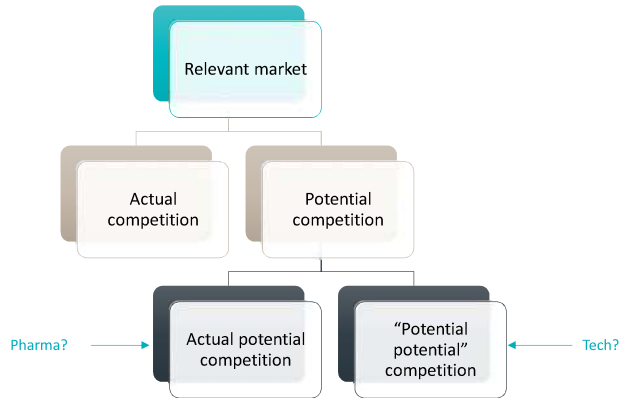 Relevant market
Actual
competition
Potential
competition
Pharma?
Actual potential
competition
“Potential
potential”
competition
Tech?